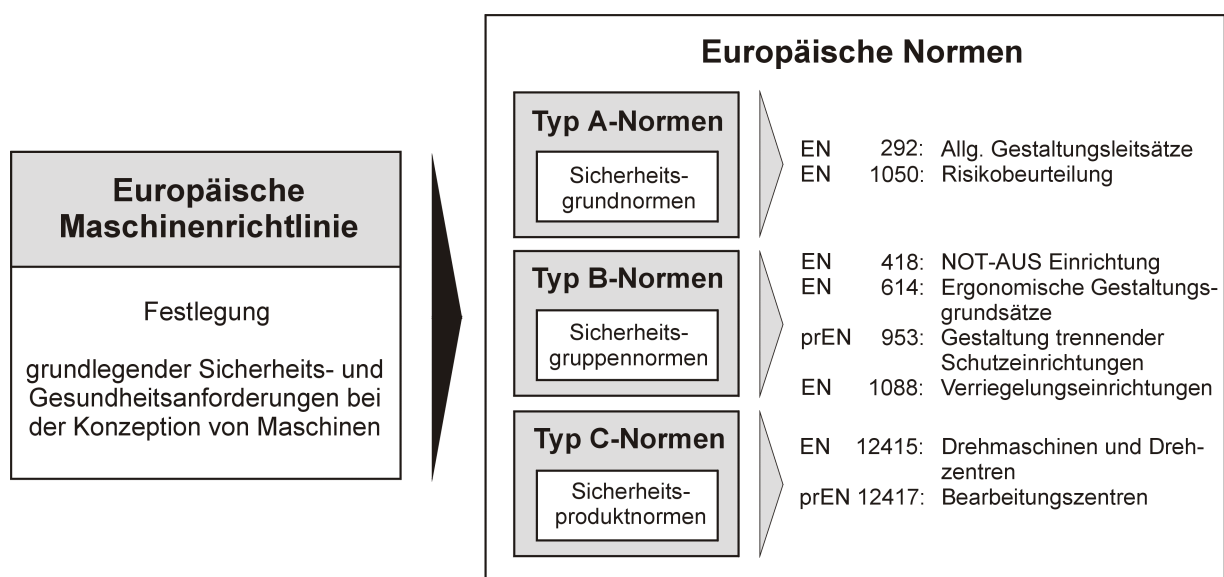 Europäische
Maschinenrichtlinie
Festlegung
grundlegender Sicherheits- und
Gesundheitsanforderungen bei
der Konzeption von Maschinen
Europäische Normen
Typ A-Normen
Sicherheits-
grundnormen
EN 292: Allg. Gestaltungsleitsätze
EN 1050: Risikobeurteilung
Typ B-Normen
Sicherheits-
gruppennormen
EN 418: NOT-AUS Einrichtung
EN 614: Ergonomische Gestaltungs-
grundsätze
prEN 953: Gestaltung trennender
Schutzeinrichtungen
EN 1088: Verriegelungseinrichtungen
Typ C-Normen
Sicherheits-
produktnormen
EN 12415: Drehmaschinen und Dreh-
zentren
prEN 12417: Bearbeitungszentren